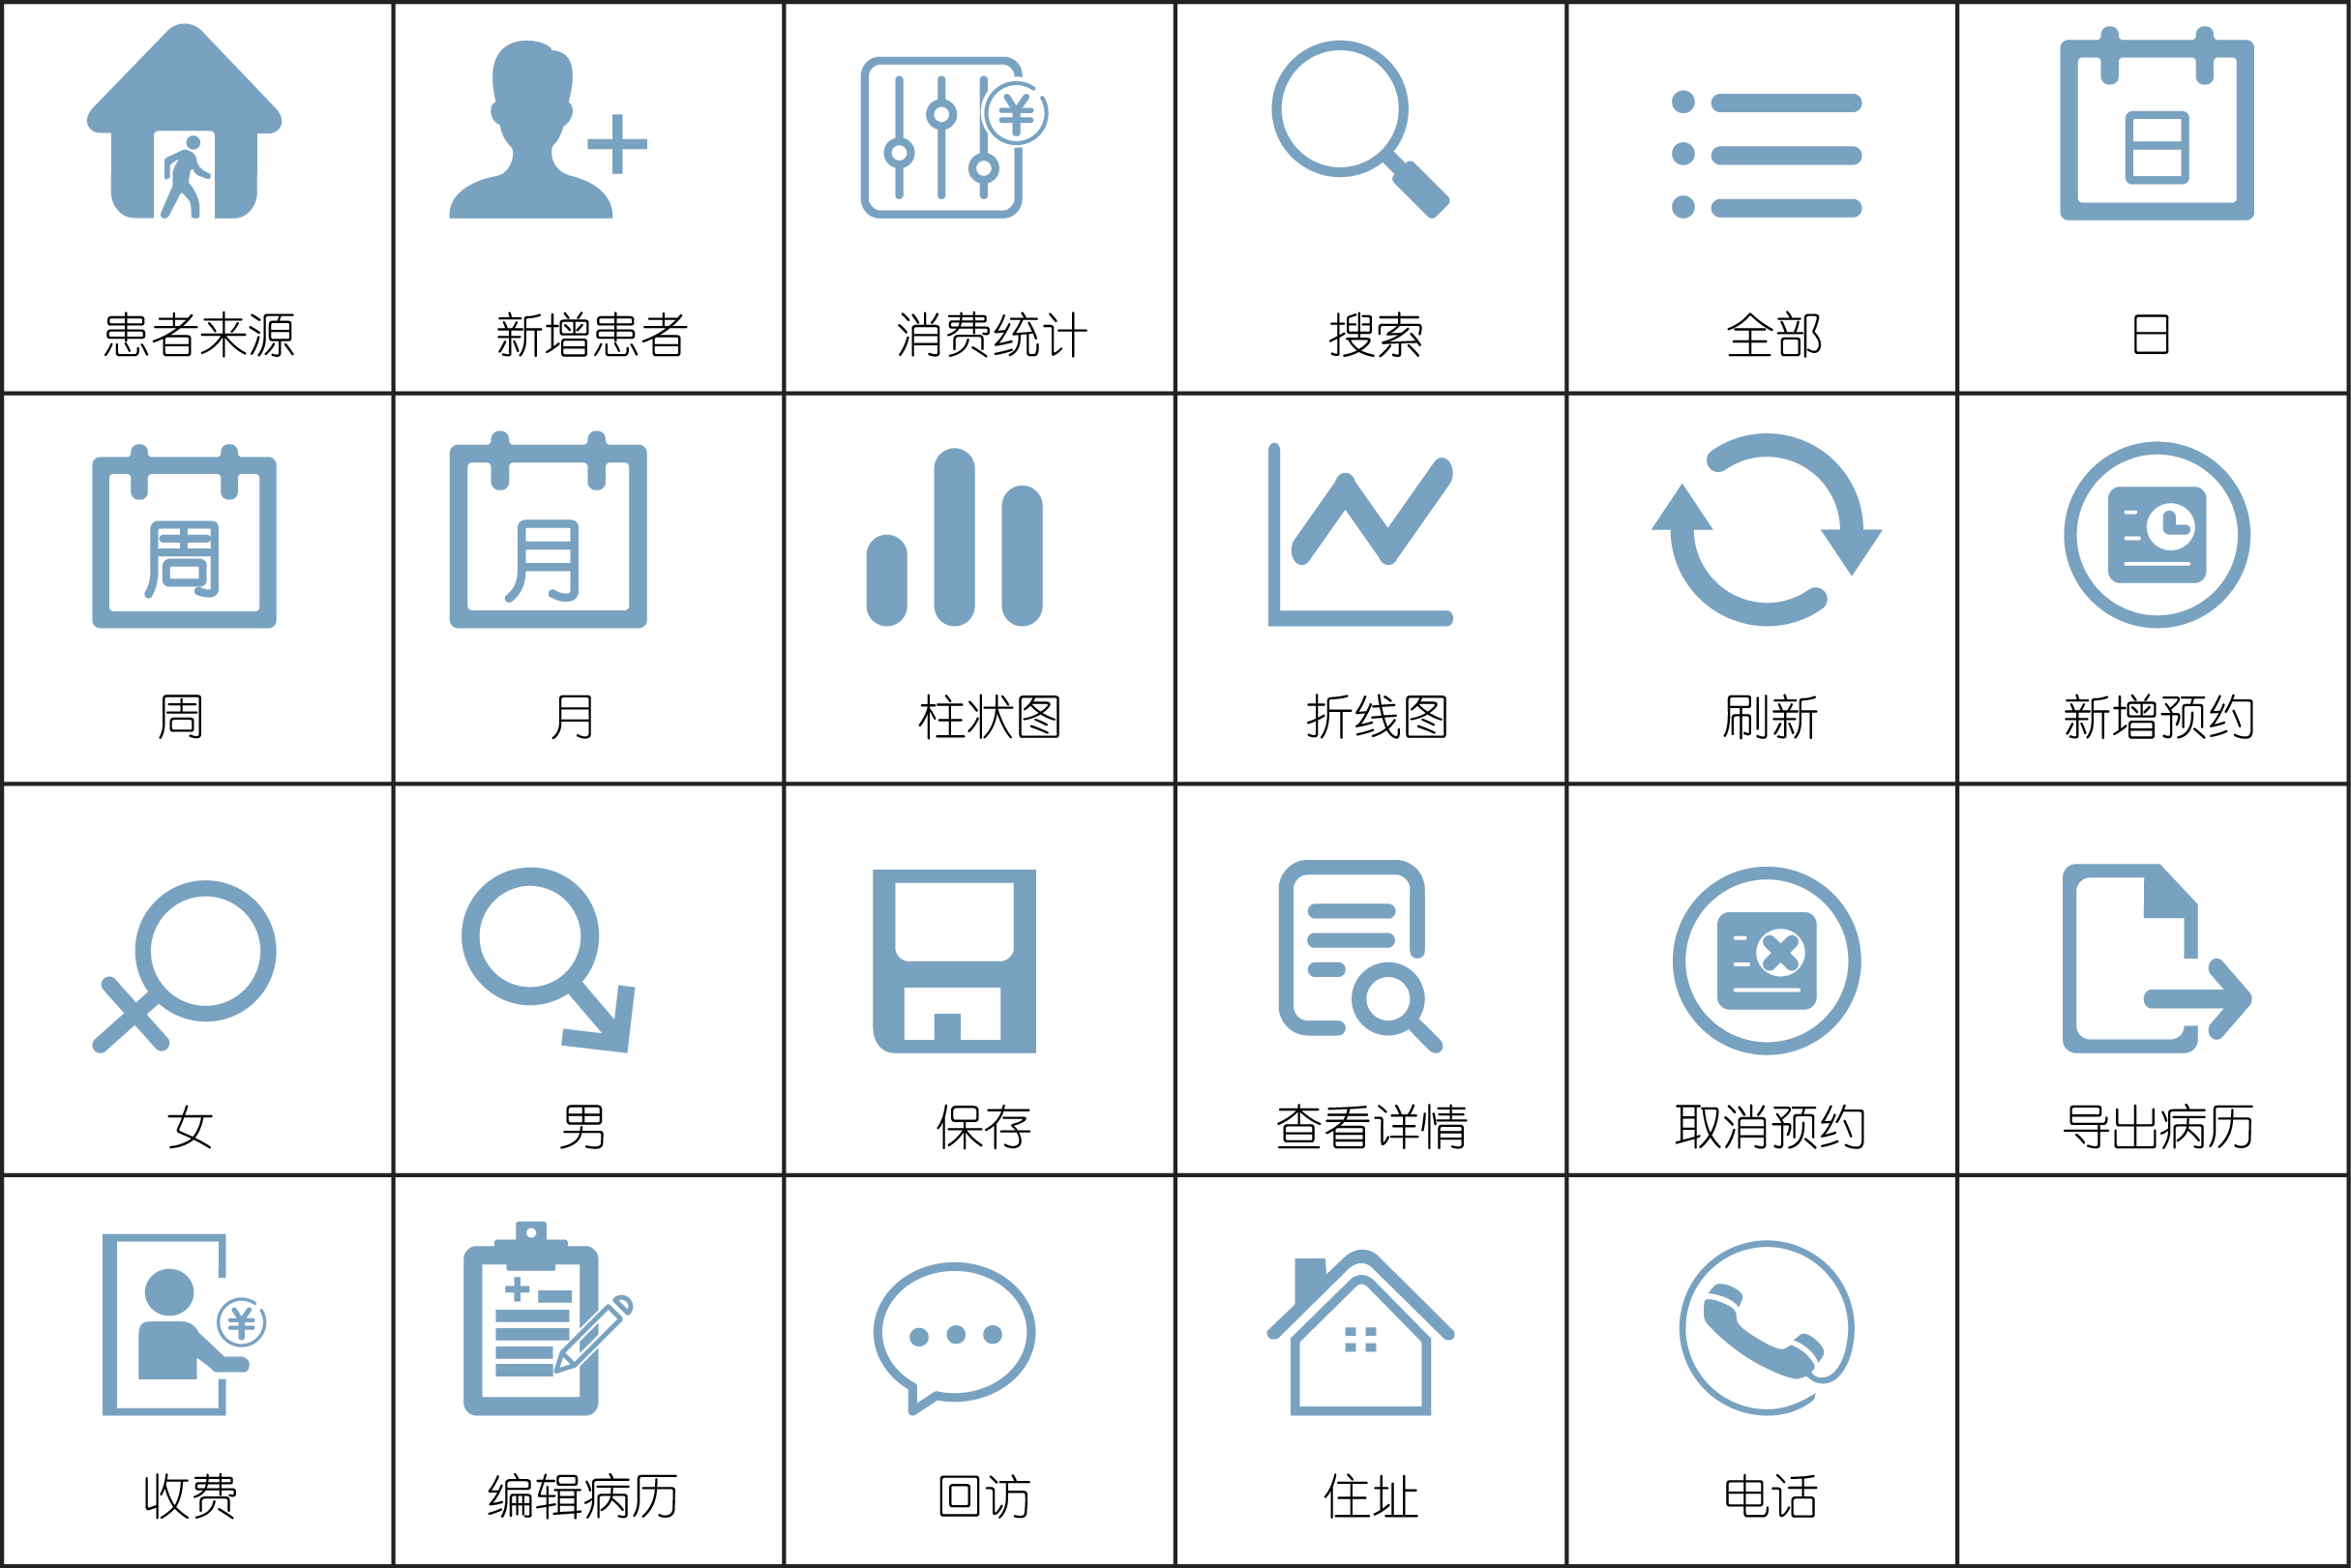 日
患者来源
新增患者
消费统计
搜索
全部
日
周
月
周
月
柱状图
折线图
刷新
新增预约
女
男
保存
查看详情
取消预约
导出病历
¥
收费
编辑病历
回访
住址
电话